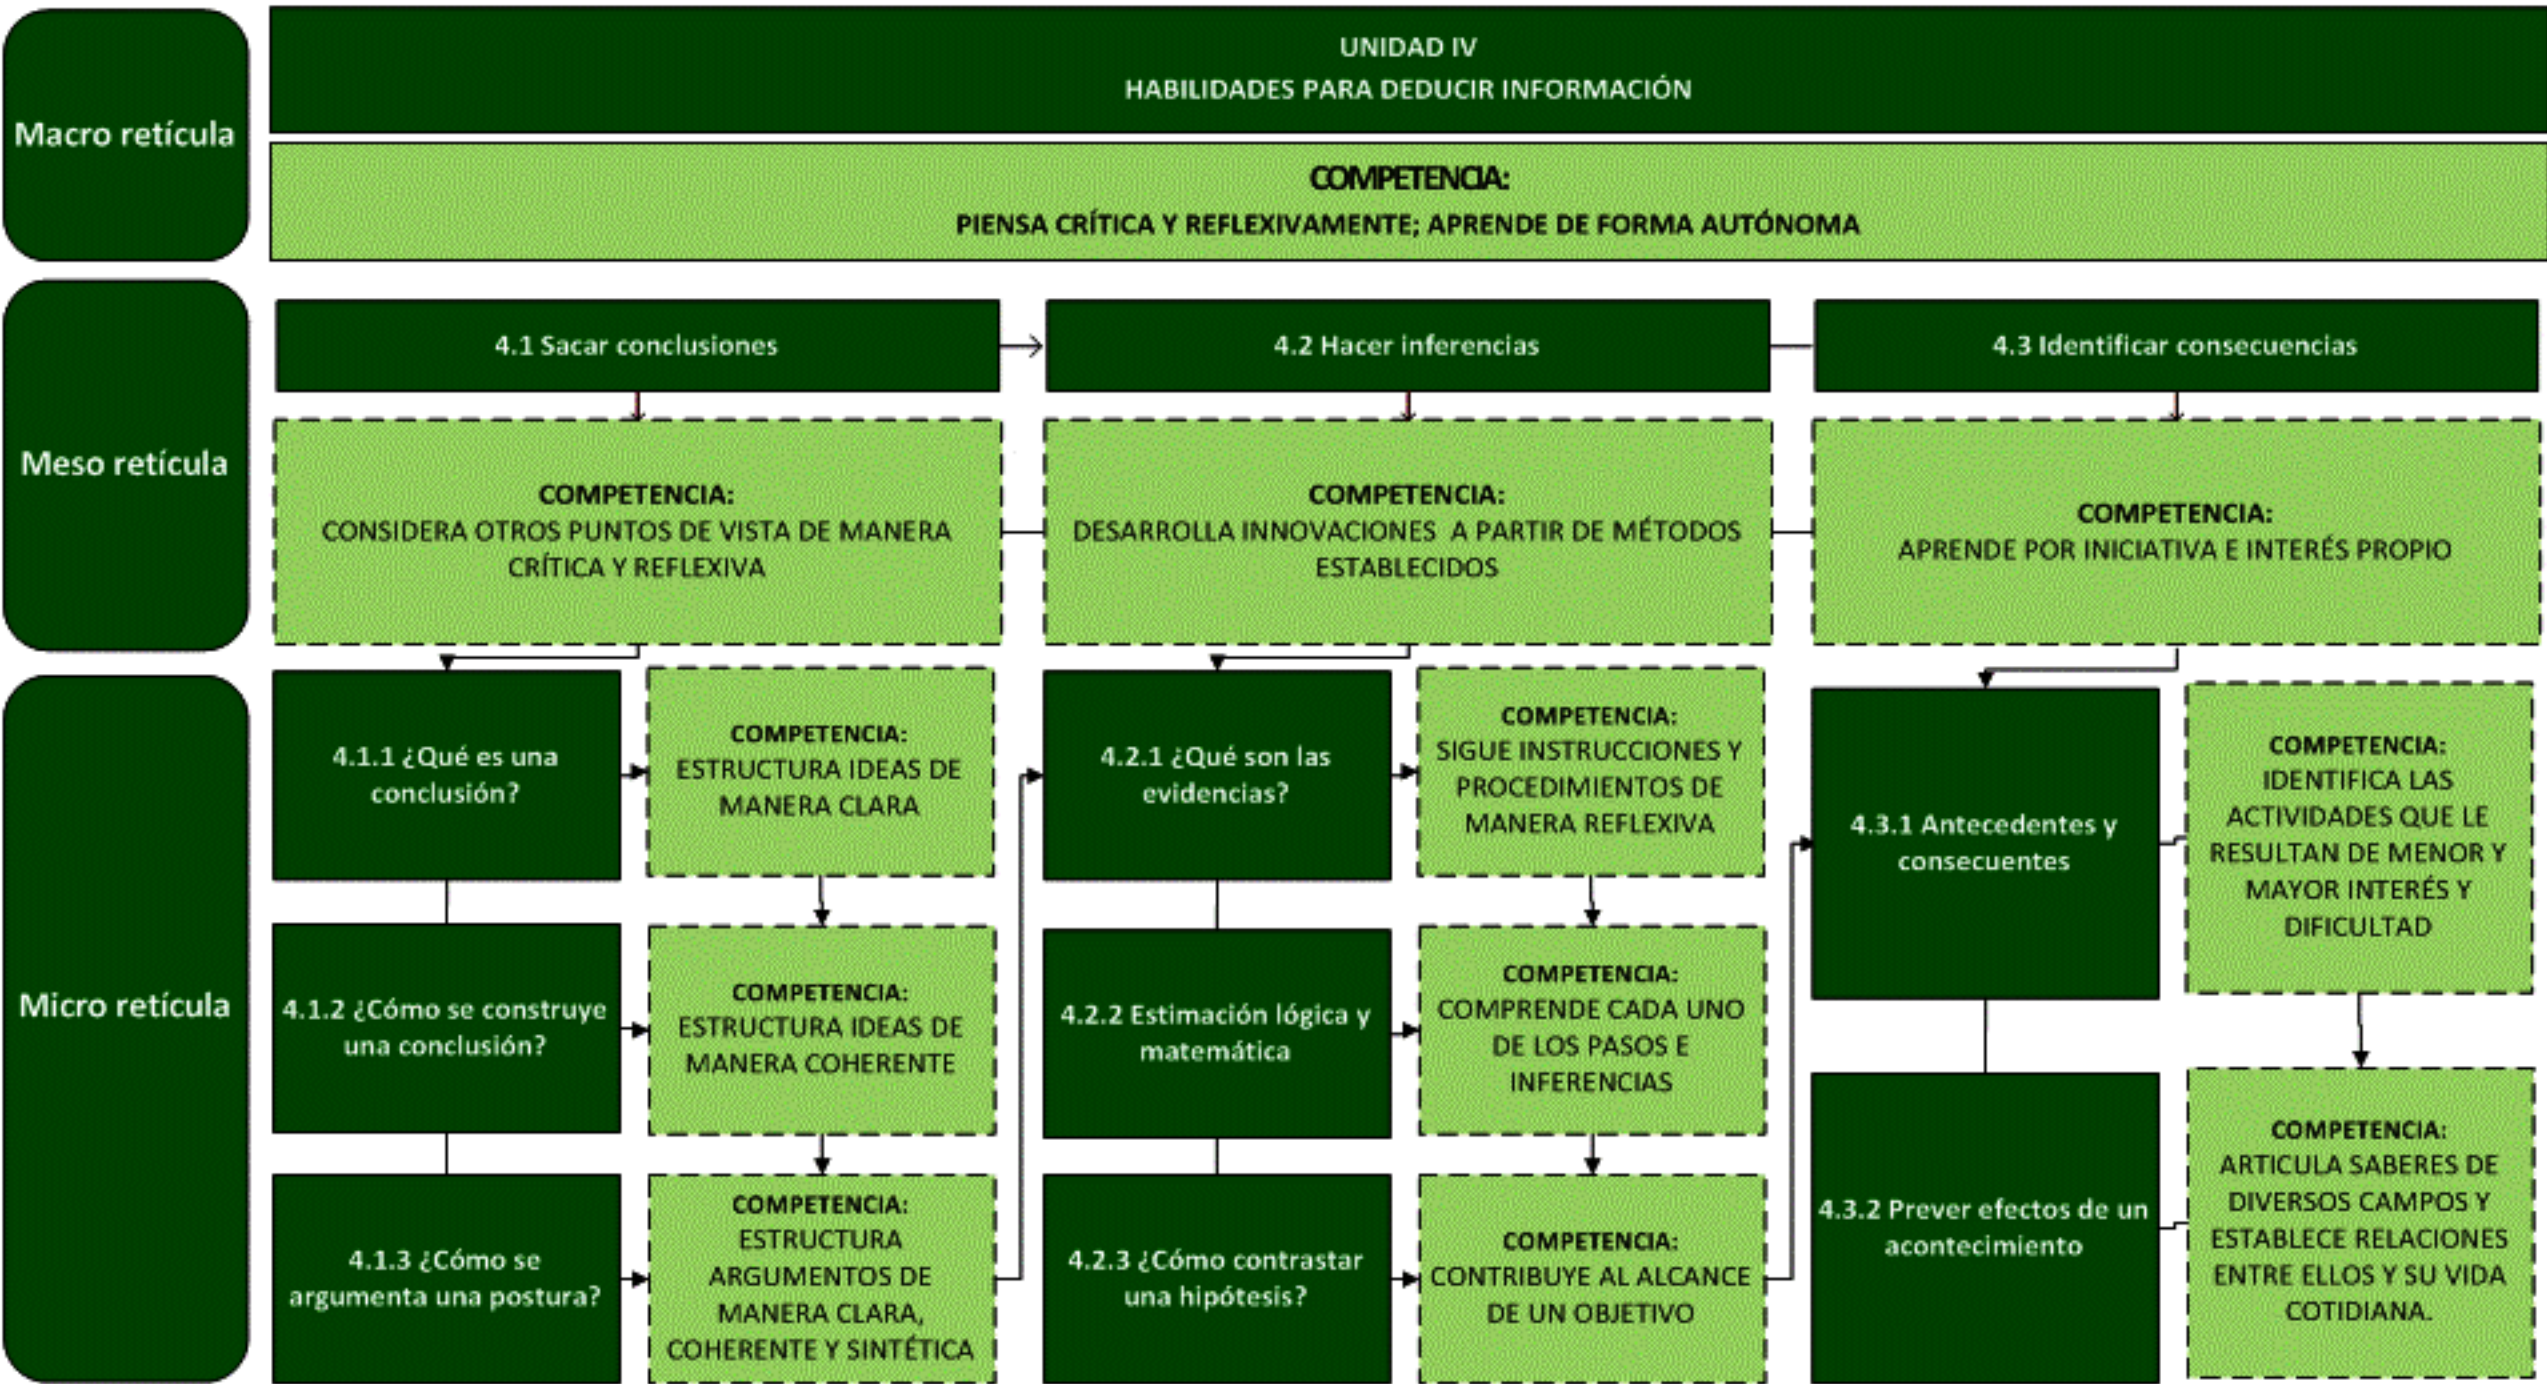 Macro retícula
UNIDAD IV
HABILIDADES PARA DEDUCIR INFORMACIÓN
COMPETENCIA:
PIENSA CRÍTICA Y REFLEXIVAMENTE; APRENDE DE FORMA AUTÓNOMA
Meso retícula
4.1 Sacar conclusiones
4.2 Hacer inferencias
4.3 Identificar consecuencias
COMPETENCIA:
CONSIDERA OTROS PUNTOS DE VISTA DE MANERA
CRÍTICA Y REFLEXIVA
COMPETENCIA:
DESARROLLA INNOVACIONES A PARTIR DE MÉTODOS
ESTABLECIDOS
COMPETENCIA:
APRENDE POR INICIATIVA E INTERÉS PROPIO
Micro retícula
4.1.1 ¿Qué es una
conclusión?
COMPETENCIA:
ESTRUCTURA IDEAS DE
MANERA CLARA
4.1.2 ¿Cómo se construye
una conclusión?
COMPETENCIA:
ESTRUCTURA IDEAS DE
MANERA COHERENTE
4.1.3 ¿Cómo se
argumenta una postura?
COMPETENCIA:
ESTRUCTURA
ARGUMENTOS DE
MANERA CLARA,
COHERENTE Y SINTÉTICA
4.2.1 ¿Qué son las
evidencias?
COMPETENCIA:
SIGUE INSTRUCCIONES Y
PROCEDIMIENTOS DE
MANERA REFLEXIVA
4.2.2 Estimación lógica y
matemática
COMPETENCIA:
COMPRENDE CADA UNO
DE LOS PASOS E
INFERENCIAS
4.2.3 ¿Cómo contrastar
una hipótesis?
COMPETENCIA:
CONTRIBUYE AL ALCANCE
DE UN OBJETIVO
4.3.1 Antecedentes y
consecuentes
COMPETENCIA:
IDENTIFICA LAS
ACTIVIDADES QUE LE
RESULTAN DE MENOR Y
MAYOR INTERÉS Y
DIFICULTAD
4.3.2 Prever efectos de un
acontecimiento
COMPETENCIA:
ARTICULA SABERES DE
DIVERSOS CAMPOS Y
ESTABLECE RELACIONES
ENTRE ELLOS Y SU VIDA
COTIDIANA.